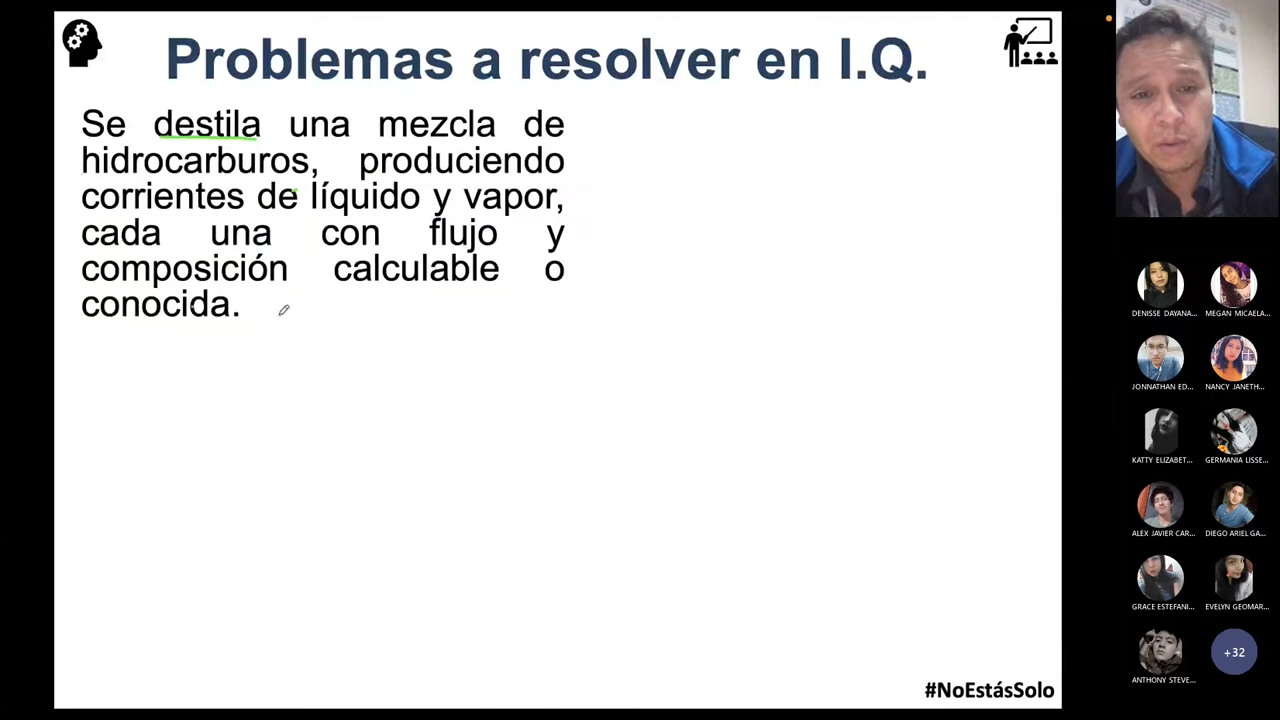 Problemas a resolver en I.Q.
Se destila una mezcla de
hidrocarburos, produciendo
corrientes de líquido y vapor,
cada una con flujo y
composición calculable o
conocida.
#NoEstásSolo
DENISSE DAYANA...
MEGAN MICAELA...
JONNATHAN ED...
NANCY JANETH...
KATTY ELIZABET...
GERMANIA LISSE...
ALEX JAVIER CAR...
DIEGO ARIEL GA...
GRACE ESTEFANI...
EVELYN GEOMAR...
ANTHONY STEVE...
+32